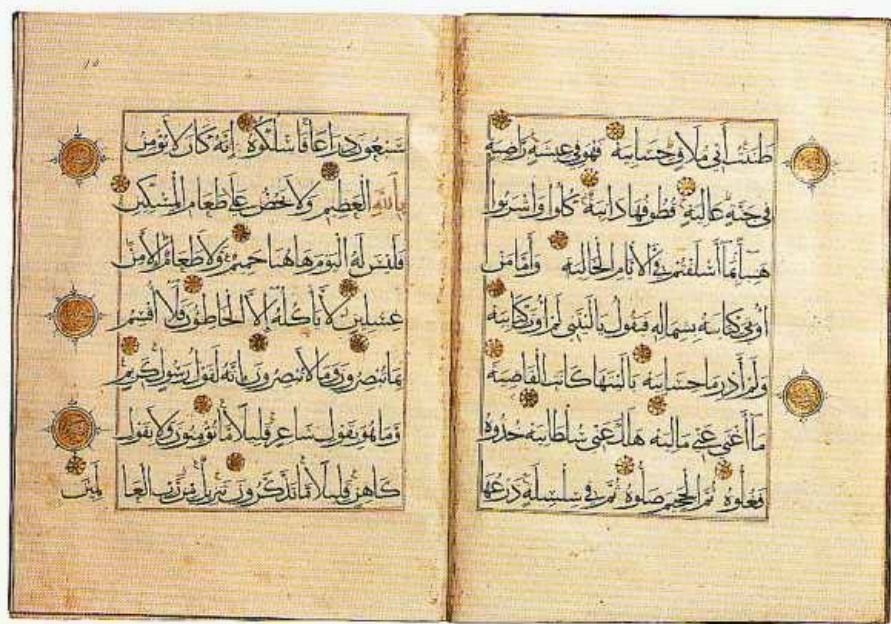 ظننت أني ملاق حسابيه فهو في عيشة راضية
في جنة عالية قطوفها دانية كلوا واشربوا
هنيئا بما أسلفتم في الأيام الخالية وأما من
أوتي كتابه بشماله فيقول ياليتني لم أوت كتابيه
ولم أدر ما حسابيه ياليتها كانت القاضية
ما أغنى عني ماليه هلك عني سلطانيه خذوه
فغلوه ثم الجحيم صلوه ثم في سلسلة ذرعها
سبعون ذراعا فاسلكوه إنه كان لا يؤمن
بالله العظيم ولا يحض على طعام المسكين
فليس له اليوم هاهنا حميم ولا طعام إلا من
غسلين لا يأكله إلا الخاطئون فلا أقسم
بما تبصرون وما لا تبصرون إنه لقول رسول كريم
وما هو بقول شاعر قليلا ما تؤمنون ولا بقول
كاهن قليلا ما تذكرون تنزيل من رب العا لمين